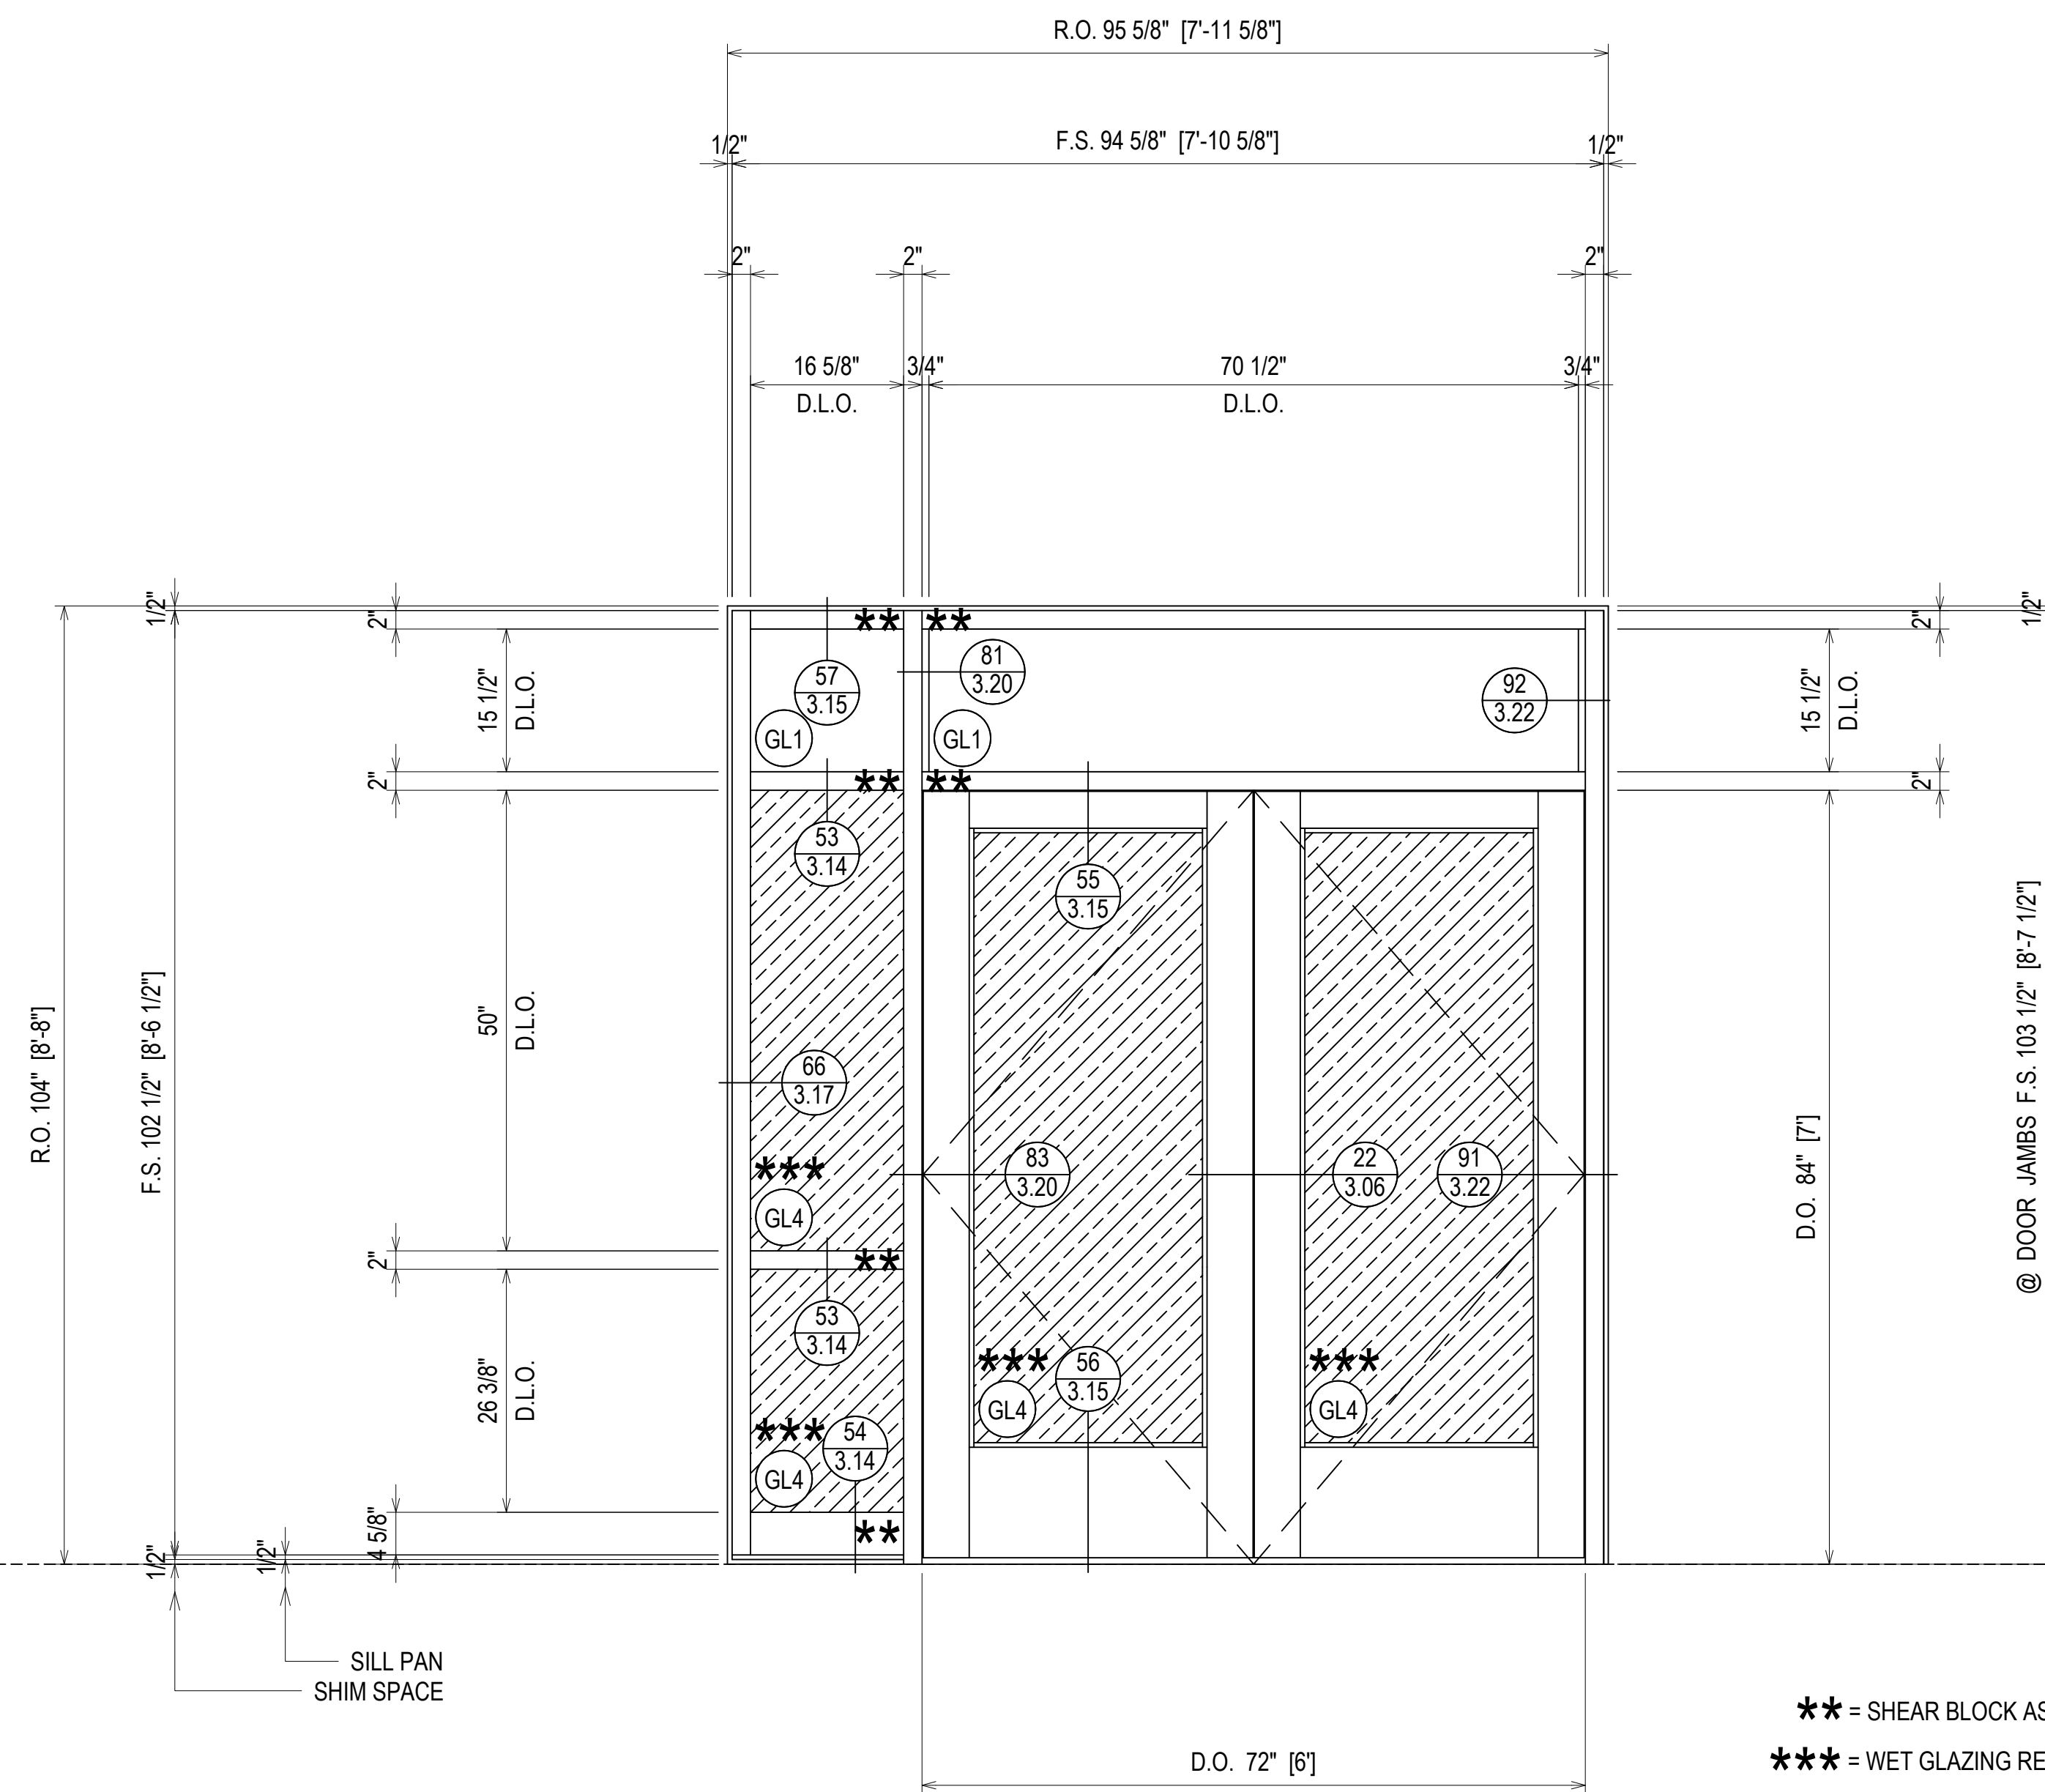 R.O. 95 5/8" [7'-11 5/8"]
1/2"
F.S. 94 5/8" [7'-10 5/8"]
1/2"
2"
2"
2"
16 5/8"
D.L.O.
3/4"
70 1/2"
D.L.O.
3/4"
R.O. 104" [8'-8"]
1/2"
F.S. 102 1/2" [8'-6 1/2"]
1/2"
1/2"
2"
15 1/2"
D.L.O.
2"
50"
D.L.O.
2"
26 3/8"
D.L.O.
4 5/8"
SILL PAN
SHIM SPACE
** **
57
3.15
GL1
81
3.20
GL1
92
3.22
** **
53
3.14
66
3.17
***
GL4
**
53
3.14
***
GL4
54
3.14
**
55
3.15
83
3.20
22
3.06
91
3.22
***
GL4
56
3.15
***
GL4
2"
15 1/2"
D.L.O.
2"
1/2"
D.O. 84" [7']
@ DOOR JAMBS F.S. 103 1/2" [8'-7 1/2"]
D.O. 72" [6']
** = SHEAR BLOCK AS
*** = WET GLAZING RE